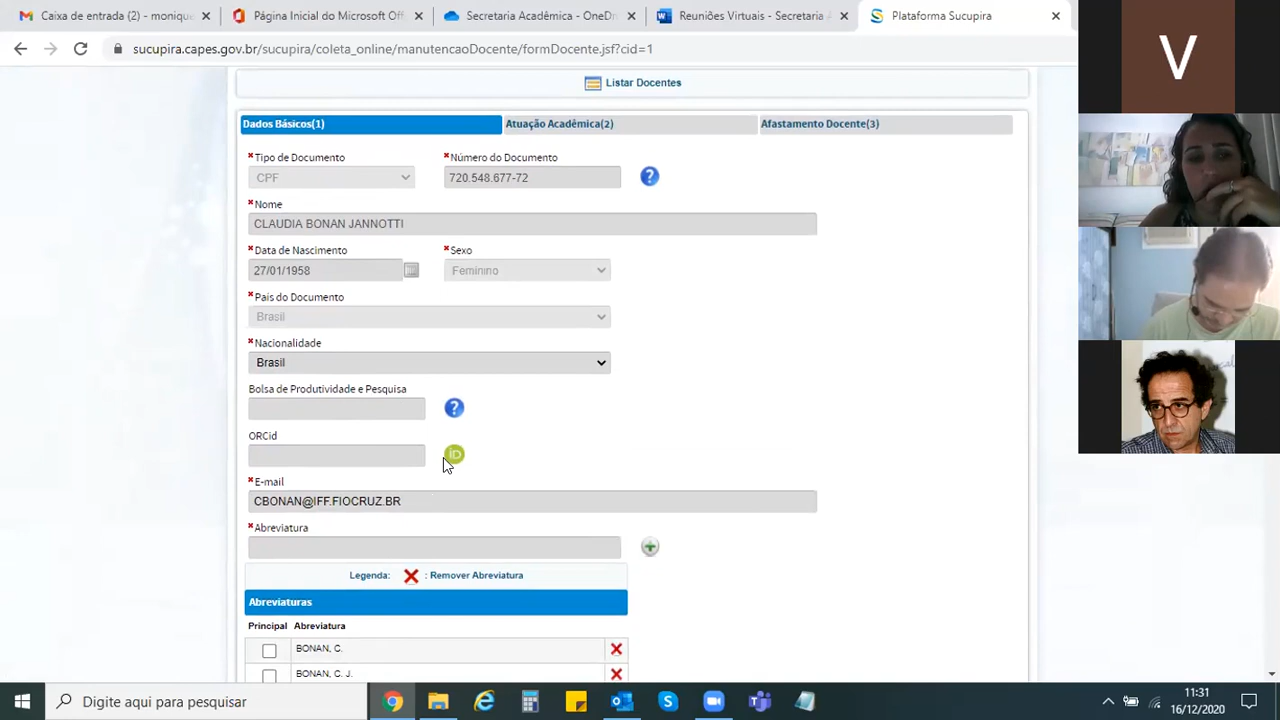 Caixa de entrada (2) - monique
Página Inicial do Microsoft Of
Secretaria Acadêmica - OneDr
Reuniões Virtuais - Secretaria A
Plataforma Sucupira
sucupira.capes.gov.br/sucupira/coleta_online/manutencaoDocente/formDocente.jsf?cid=1
V
Listar Docentes
Dados Básicos(1)
Atuação Acadêmica(2)
Afastamento Docente(3)
Tipo de Documento
Número do Documento
CPF
720.548.677-72
Nome
CLAUDIA BONAN JANNOTTI
Data de Nascimento
Sexo
27/01/1958
Feminino
País do Documento
Brasil
Nacionalidade
Brasil
Bolsa de Produtividade e Pesquisa
ORCid
iD
E-mail
CBONAN@IFF.FIOCRUZ.BR
Abreviatura
Legenda: : Remover Abreviatura
Abreviaturas
Principal Abreviatura
BONAN, C.
BONAN, C. J.
Digite aqui para pesquisar
11:31
16/12/2020